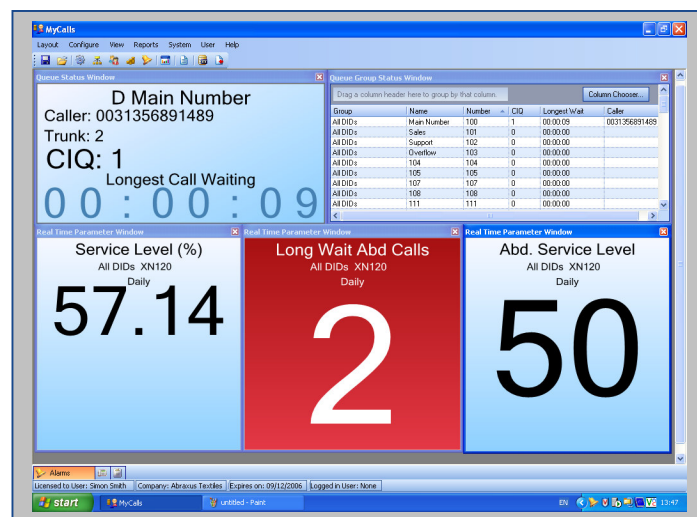 MyCalls
Layout Configure View Reports System User Help
Queue Status Window
D Main Number
Caller: 0031356891489
Trunk: 2
CIQ: 1
Longest Call Waiting
00:00:09
Queue Group Status Window
Drag a column header here to group by that column.
Column Chooser...
Group Name Number CIQ Longest Wait Caller
All DIDs Main Number 100 1 00:00:09 0031356891489
All DIDs Sales 101 0 00:00:00
All DIDs Support 102 0 00:00:00
All DIDs Overflow 103 0 00:00:00
All DIDs 104 104 0 00:00:00
All DIDs 105 105 0 00:00:00
All DIDs 107 107 0 00:00:00
All DIDs 108 108 0 00:00:00
All DIDs 111 111 0 00:00:00
Real Time Parameter Window
Service Level (%)
All DIDs XN120
Daily
57.14
Real Time Parameter Window
Long Wait Abd Calls
All DIDs XN120
Daily
2
Real Time Parameter Window
Abd. Service Level
All DIDs XN120
Daily
50
Alarms
Licensed to User: Simon Smith Company: Abraxus Textiles Expires on: 09/12/2006 Logged in User: None
start MyCalls untitled - Paint EN 13:47